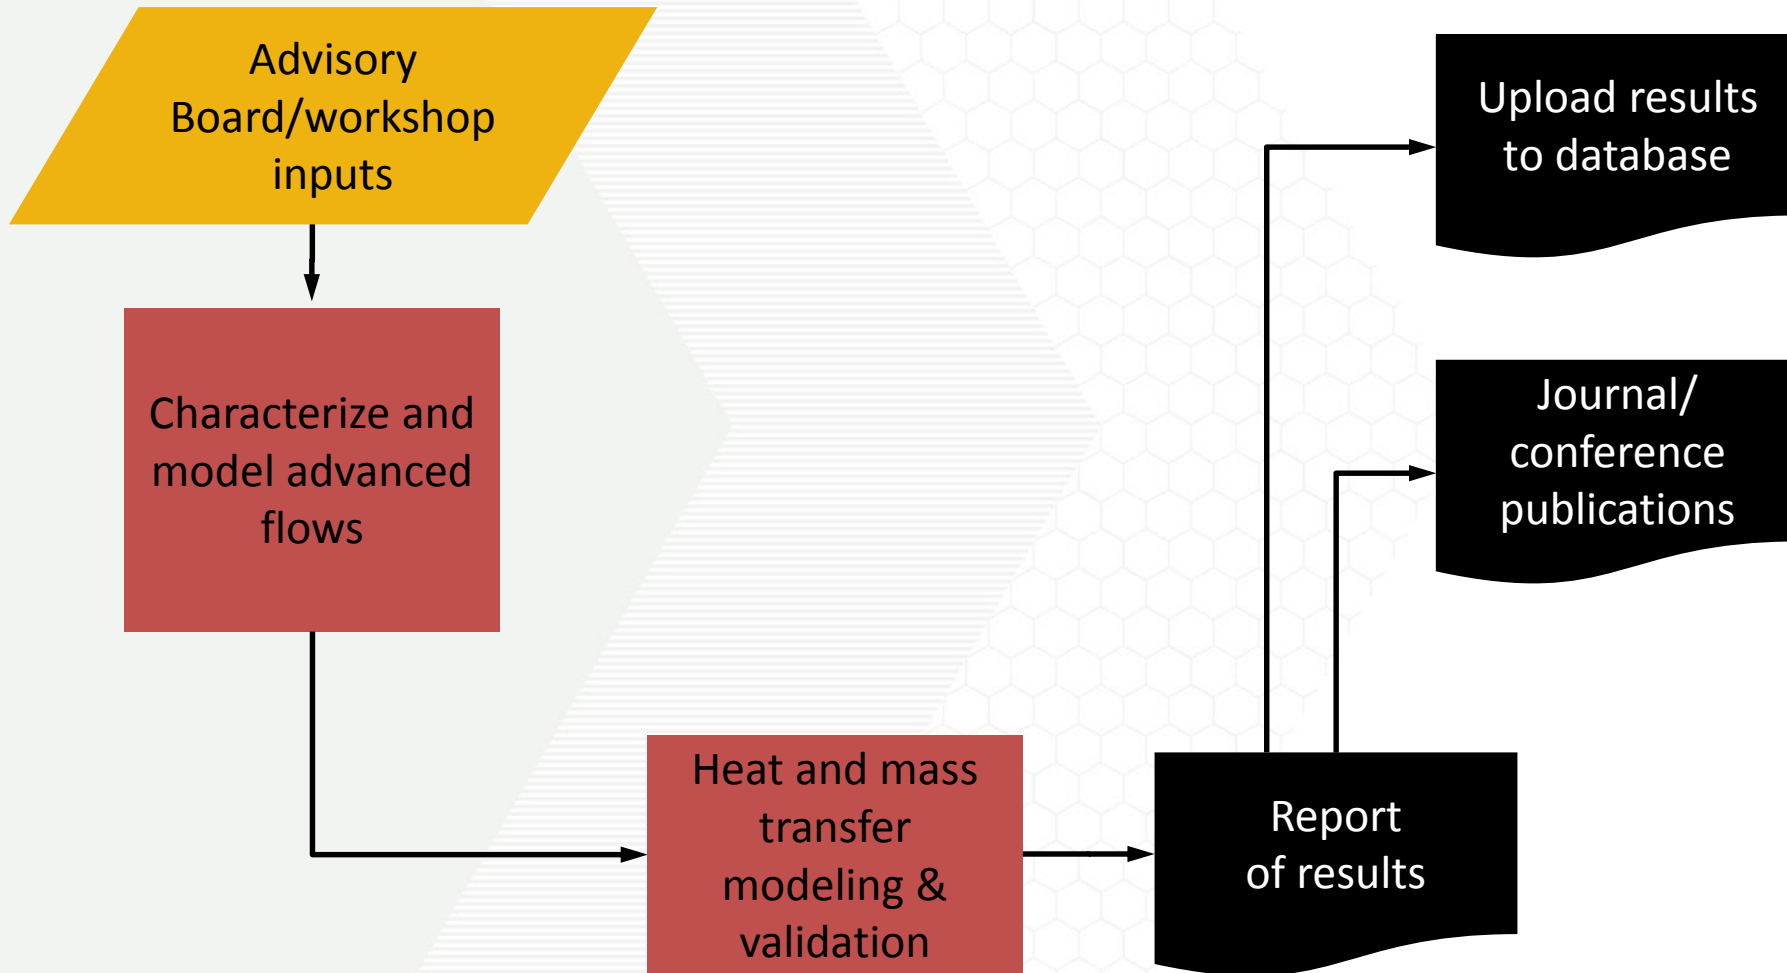 Advisory
Board/workshop
inputs
Characterize and
model advanced
flows
Heat and mass
transfer
modeling &
validation
Report
of results
Upload results
to database
Journal/
conference
publications